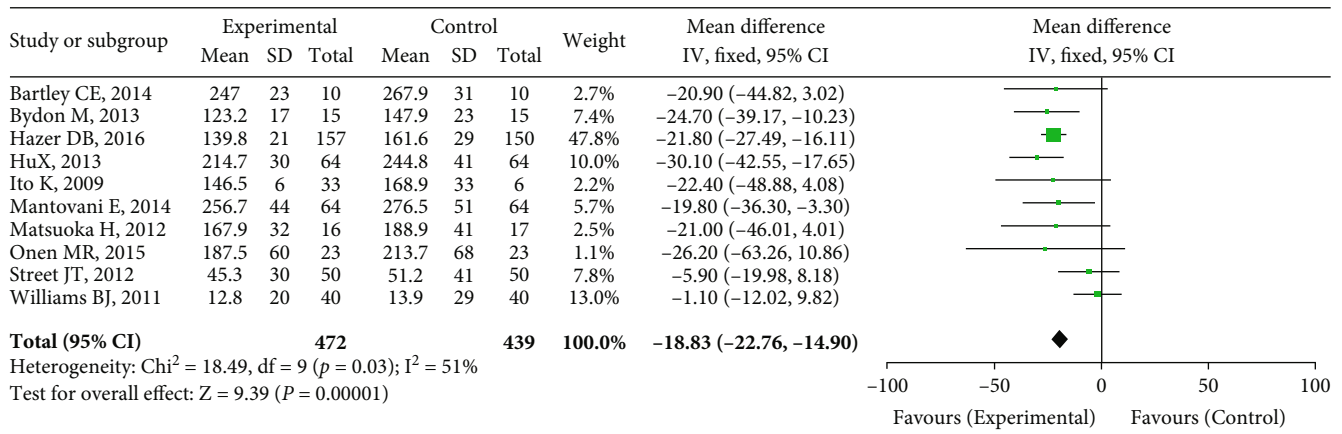 Study or subgroup Experimental Control Weight Mean difference Mean difference
Mean SD Total Mean SD Total IV, fixed, 95% CI IV, fixed, 95% CI
Bartley CE, 2014 247 23 10 267.9 31 10 2.7% –20.90 (–44.82, 3.02)
Bydon M, 2013 123.2 17 15 147.9 23 15 7.4% –24.70 (–39.17, –10.23)
Hazer DB, 2016 139.8 21 157 161.6 29 150 47.8% –21.80 (–27.49, –16.11)
HuX, 2013 214.7 30 64 244.8 41 64 10.0% –30.10 (–42.55, –17.65)
Ito K, 2009 146.5 6 33 168.9 33 6 2.2% –22.40 (–48.88, 4.08)
Mantovani E, 2014 256.7 44 64 276.5 51 64 5.7% –19.80 (–36.30, –3.30)
Matsuoka H, 2012 167.9 32 16 188.9 41 17 2.5% –21.00 (–46.01, 4.01)
Onen MR, 2015 187.5 60 23 213.7 68 23 1.1% –26.20 (–63.26, 10.86)
Street JT, 2012 45.3 30 50 51.2 41 50 7.8% –5.90 (–19.98, 8.18)
Williams BJ, 2011 12.8 20 40 13.9 29 40 13.0% –1.10 (–12.02, 9.82)
Total (95% CI) 472 439 100.0% –18.83 (–22.76, –14.90)
Heterogeneity: Chi² = 18.49, df = 9 (p = 0.03); I² = 51%
Test for overall effect: Z = 9.39 (P = 0.00001)
–100 –50 0 50 100
Favours (Experimental) Favours (Control)